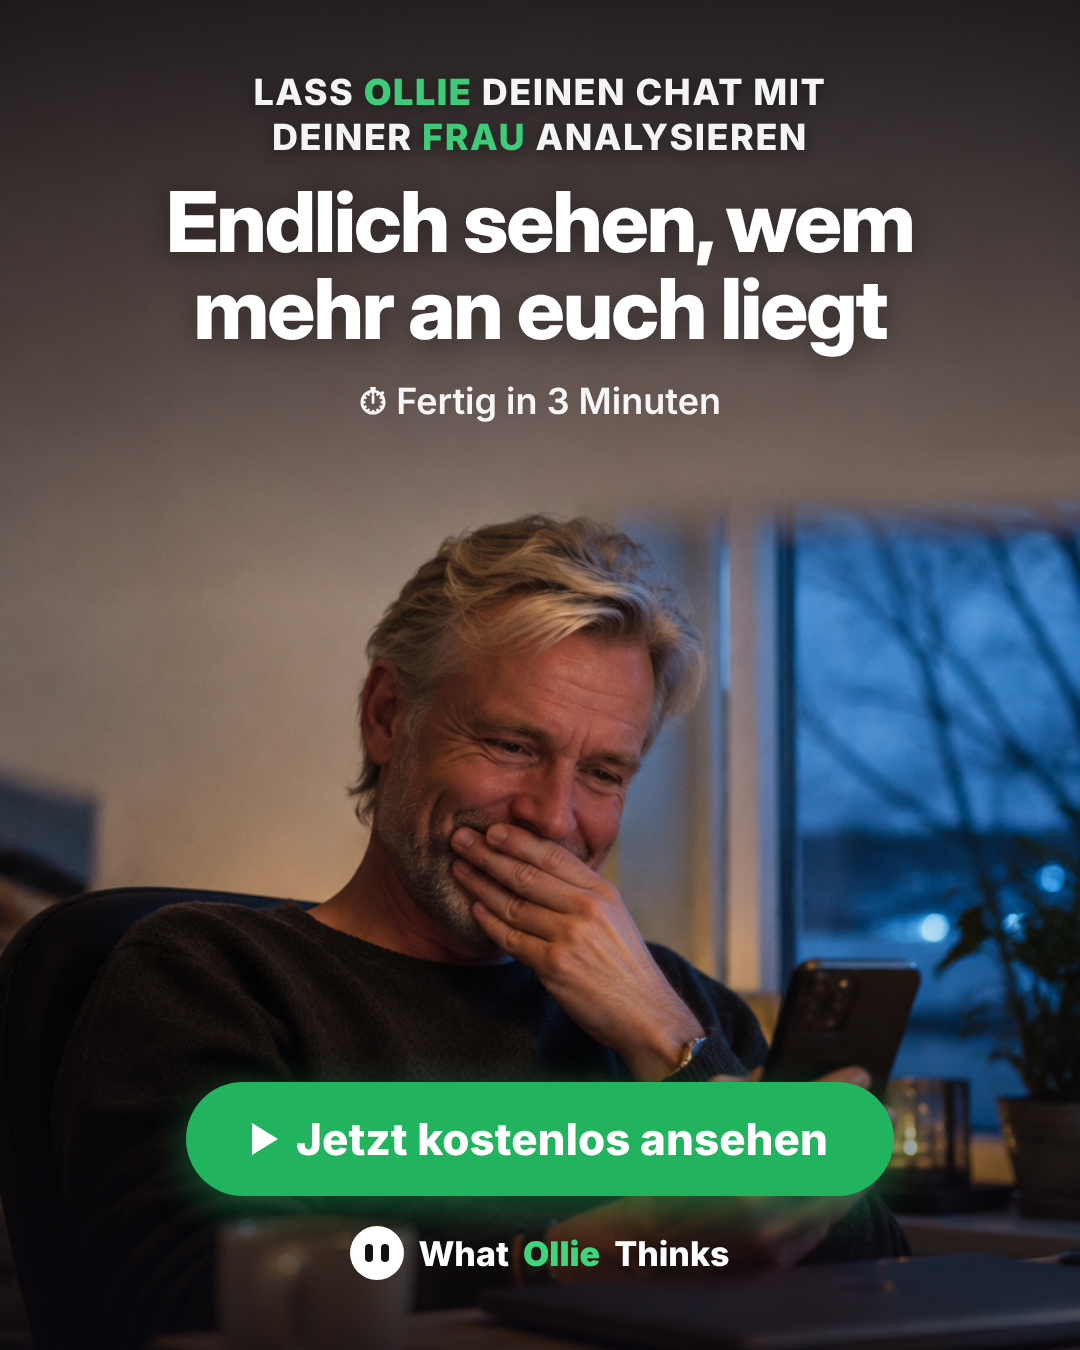 LASS OLLIE DEINEN CHAT MIT
DEINER FRAU ANALYSIEREN
Endlich sehen, wem
mehr an euch liegt
⏱ Fertig in 3 Minuten
▶ Jetzt kostenlos ansehen
What Ollie Thinks